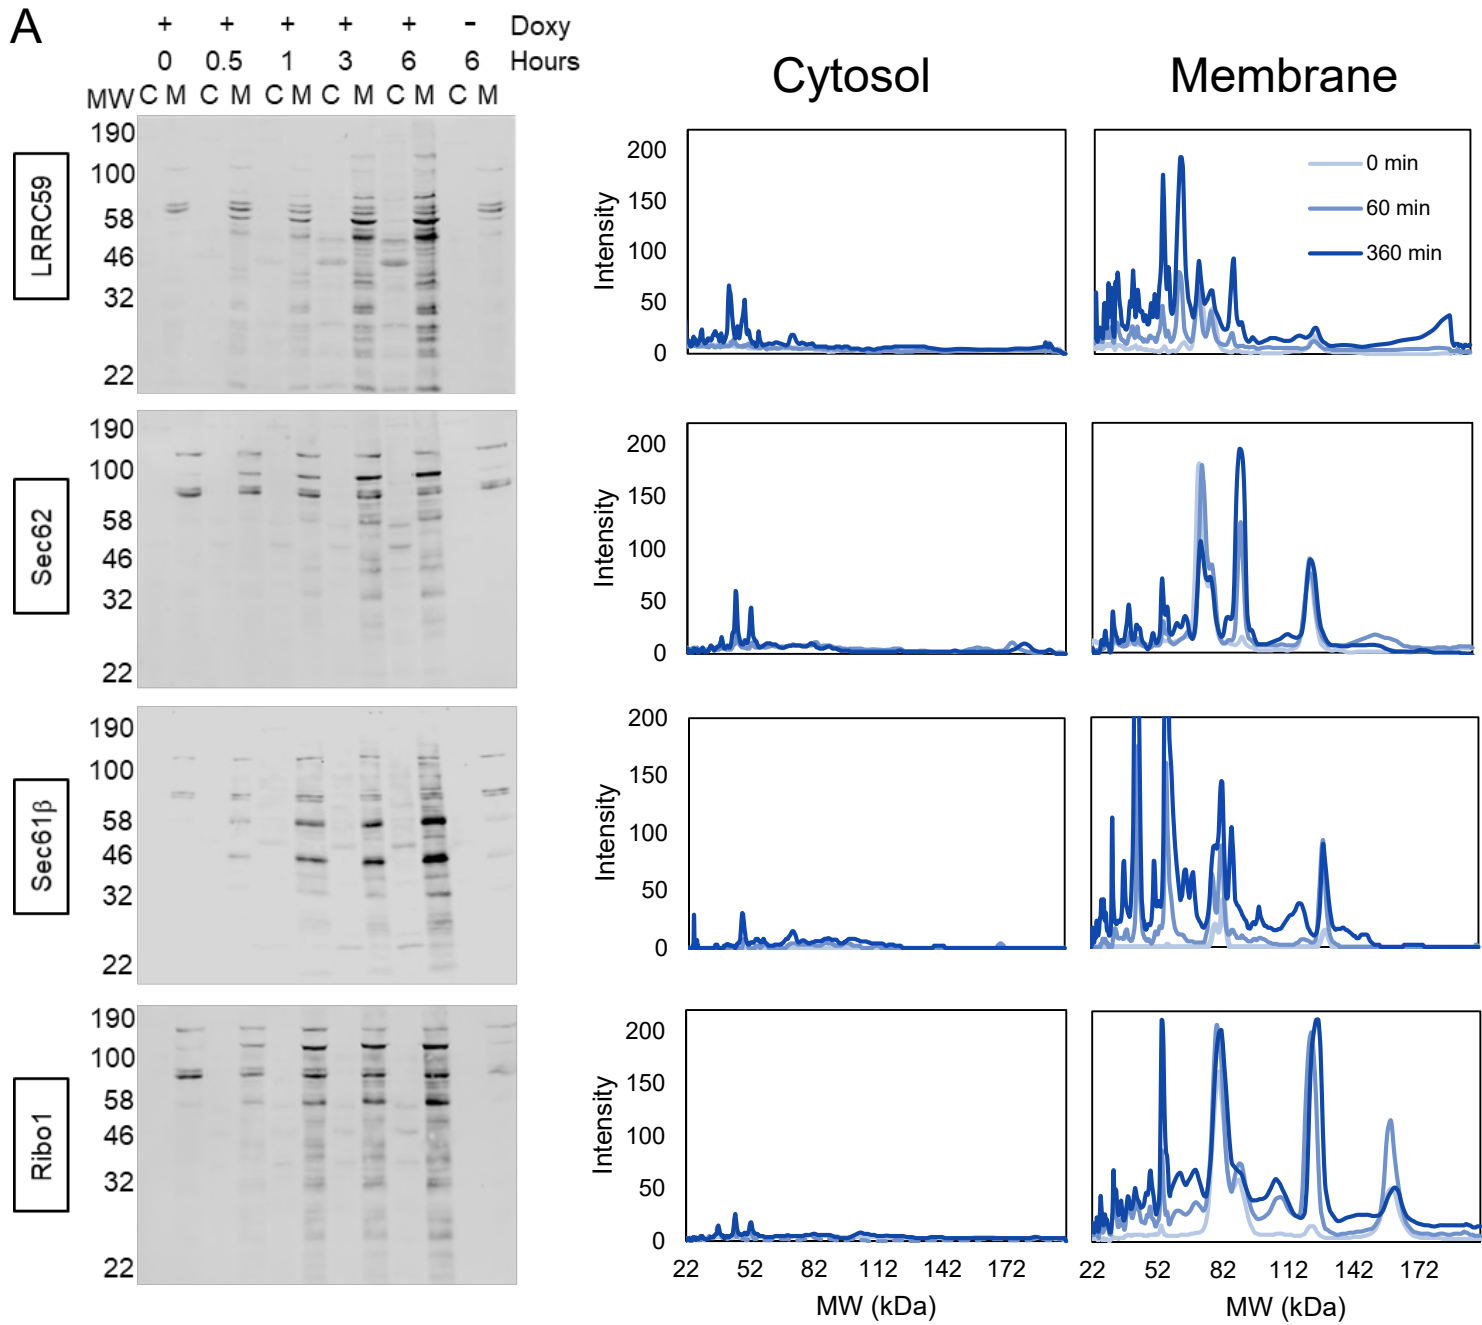 A
+ + + + + - Doxy
0 0.5 1 3 6 6 Hours
MW C M C M C M C M C M C M
LRRC59
190
100
58
46
32
22
Sec62
190
100
58
46
32
22
Sec61β
190
100
58
46
32
22
Ribo1
190
100
58
46
32
22
Cytosol
Membrane
Intensity
200
150
100
50
0
0 min
60 min
360 min
Intensity
200
150
100
50
0
Intensity
200
150
100
50
0
Intensity
200
150
100
50
0
22 52 82 112 142 172
MW (kDa)
22 52 82 112 142 172
MW (kDa)